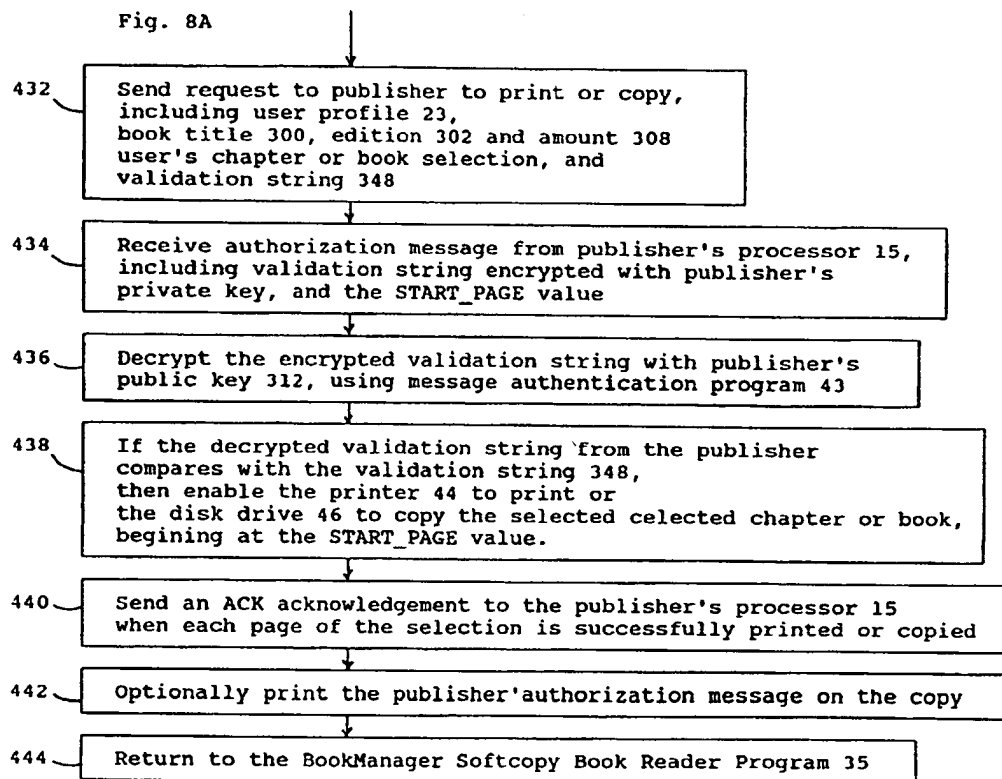 Fig. 8A
432
Send request to publisher to print or copy,
including user profile 23,
book title 300, edition 302 and amount 308
user's chapter or book selection, and
validation string 348
434
Receive authorization message from publisher's processor 15,
including validation string encrypted with publisher's
private key, and the START_PAGE value
436
Decrypt the encrypted validation string with publisher's
public key 312, using message authentication program 43
438
If the decrypted validation string from the publisher
compares with the validation string 348,
then enable the printer 44 to print or
the disk drive 46 to copy the selected celected chapter or book,
begining at the START_PAGE value.
440
Send an ACK acknowledgement to the publisher's processor 15
when each page of the selection is successfully printed or copied
442
Optionally print the publisher'authorization message on the copy
444
Return to the BookManager Softcopy Book Reader Program 35